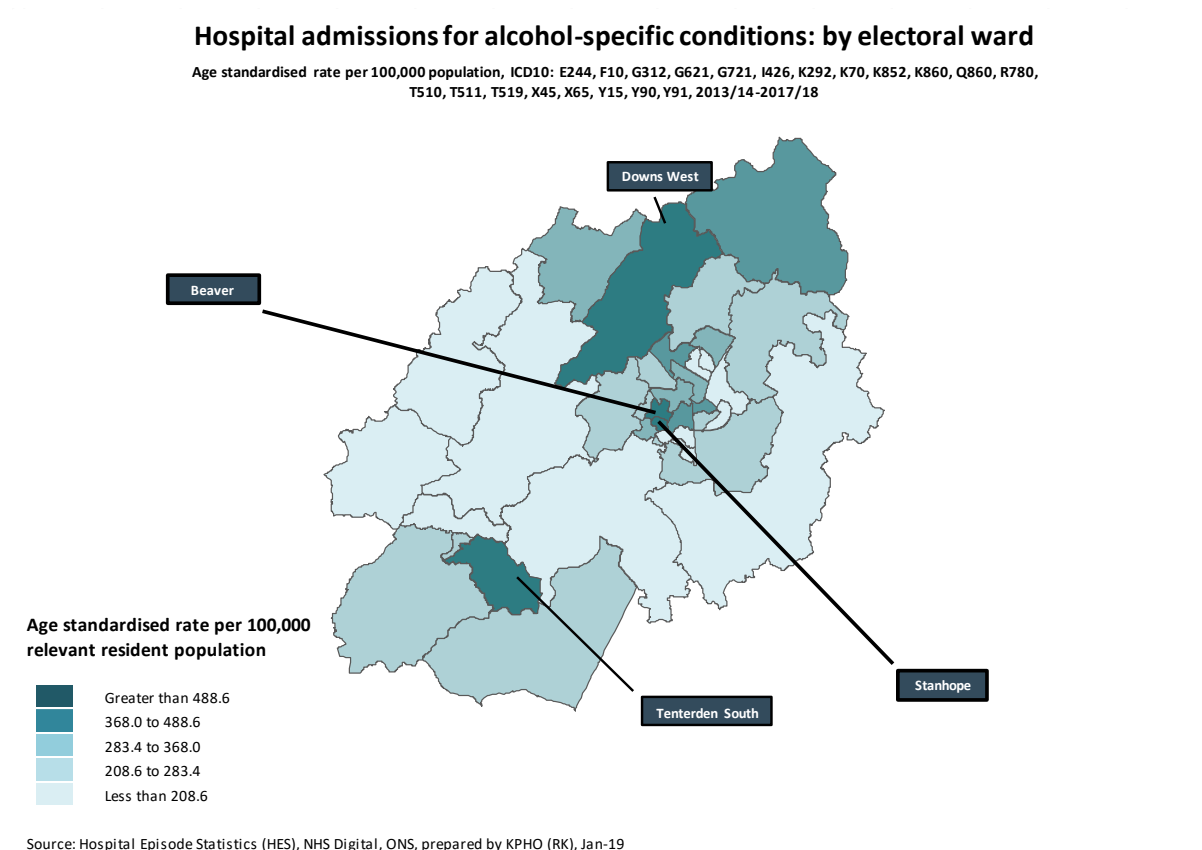 Hospital admissions for alcohol-specific conditions: by electoral ward
Age standardised rate per 100,000 population, ICD10: E244, F10, G312, G621, G721, I426, K292, K70, K852, K860, Q860, R780,
T510, T511, T519, X45, X65, Y15, Y90, Y91, 2013/14-2017/18
Downs West
Beaver
Age standardised rate per 100,000
relevant resident population
Greater than 488.6
368.0 to 488.6
283.4 to 368.0
208.6 to 283.4
Less than 208.6
Stanhope
Tenterden South
Source: Hospital Episode Statistics (HES), NHS Digital, ONS, prepared by KPHO (RK), Jan-19